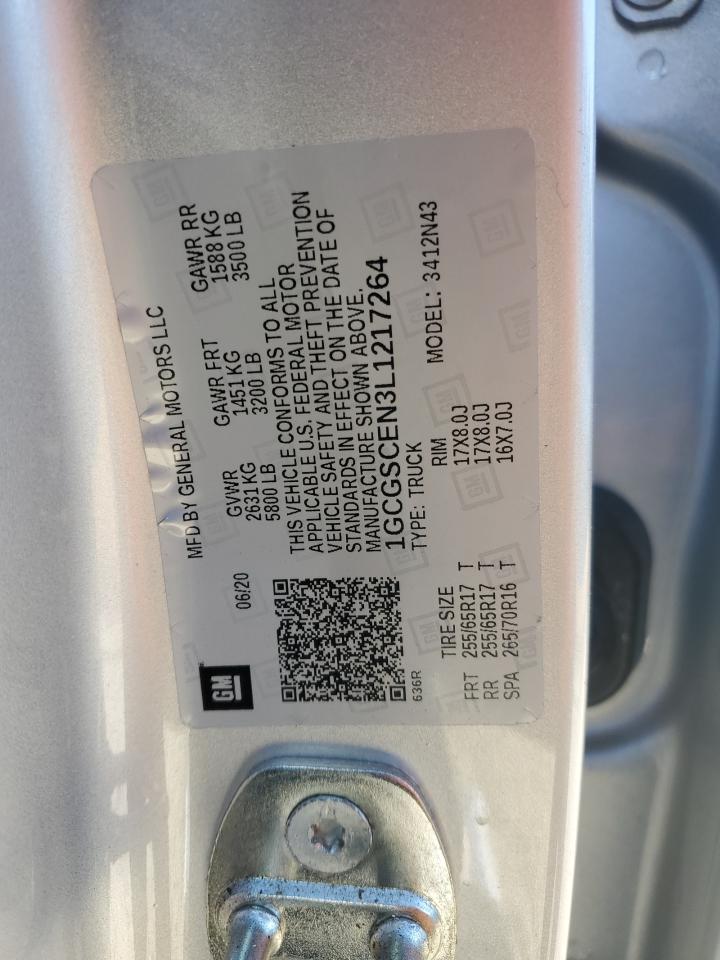 GM
06/20
MFD BY GENERAL MOTORS LLC
GVWR GAWR FRT GAWR RR
2631 KG 1451 KG 1588 KG
5800 LB 3200 LB 3500 LB
THIS VEHICLE CONFORMS TO ALL
APPLICABLE U.S. FEDERAL MOTOR
VEHICLE SAFETY AND THEFT PREVENTION
STANDARDS IN EFFECT ON THE DATE OF
MANUFACTURE SHOWN ABOVE.
1GCGSCEN3L1217264
636R
TYPE: TRUCK MODEL: 3412N43
TIRE SIZE RIM
FRT 255/65R17 T 17X8.0J
RR 255/65R17 T 17X8.0J
SPA 265/70R16 T 16X7.0J